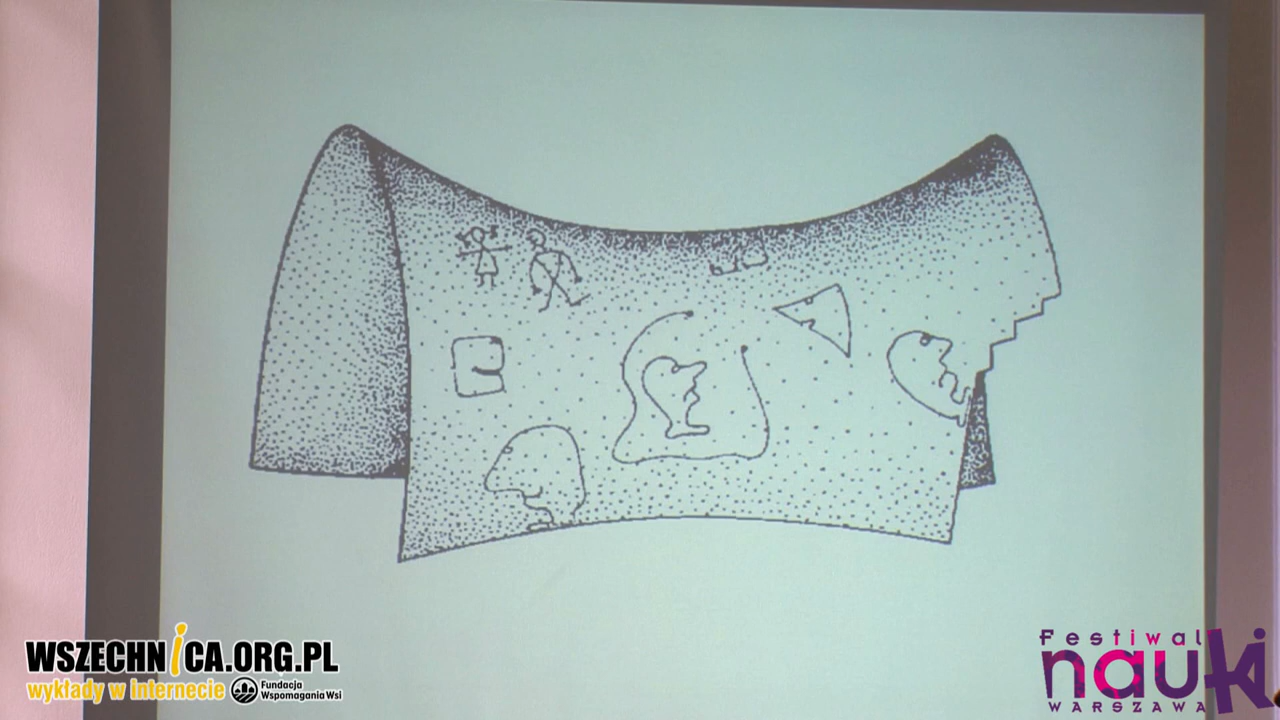 WSZECHNICA.ORG.PL
wykłady w internecie
Fundacja
Wspomagania Wsi
Festiwal
nauki
WARSZAWA